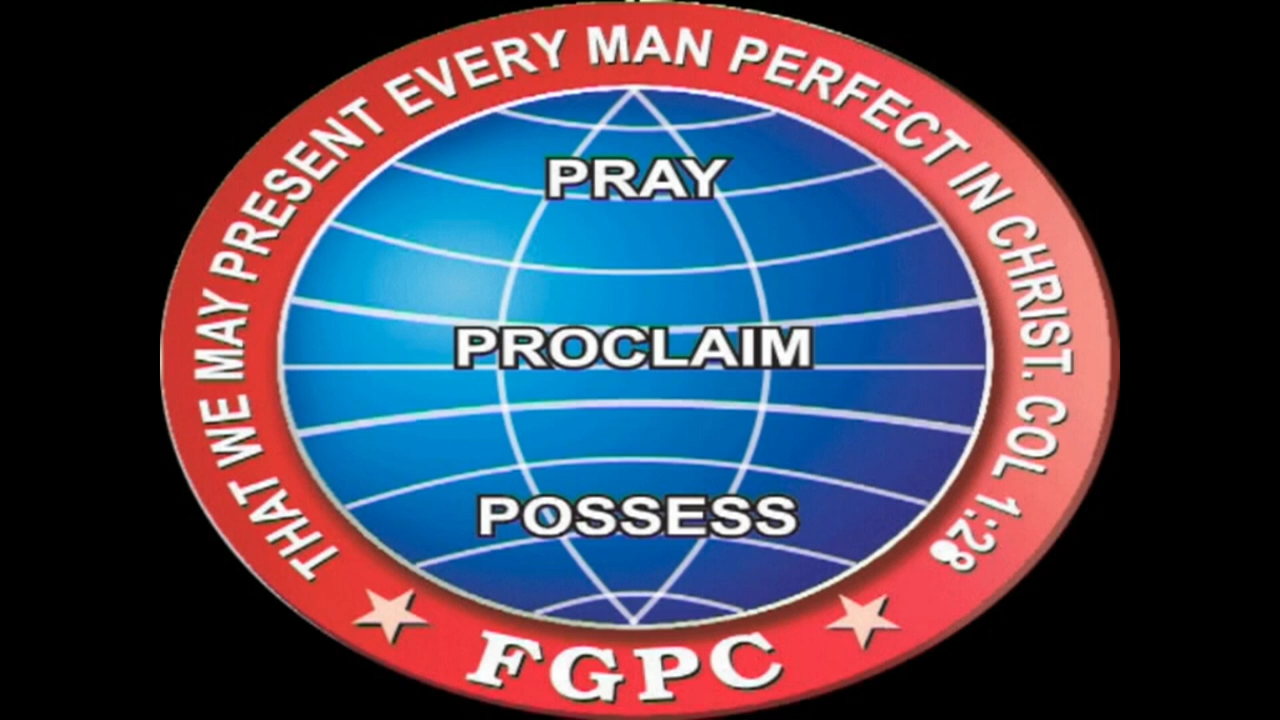 THAT WE MAY PRESENT EVERY MAN PERFECT IN CHRIST. COL 1:28
PRAY
PROCLAIM
POSSESS
FGPC